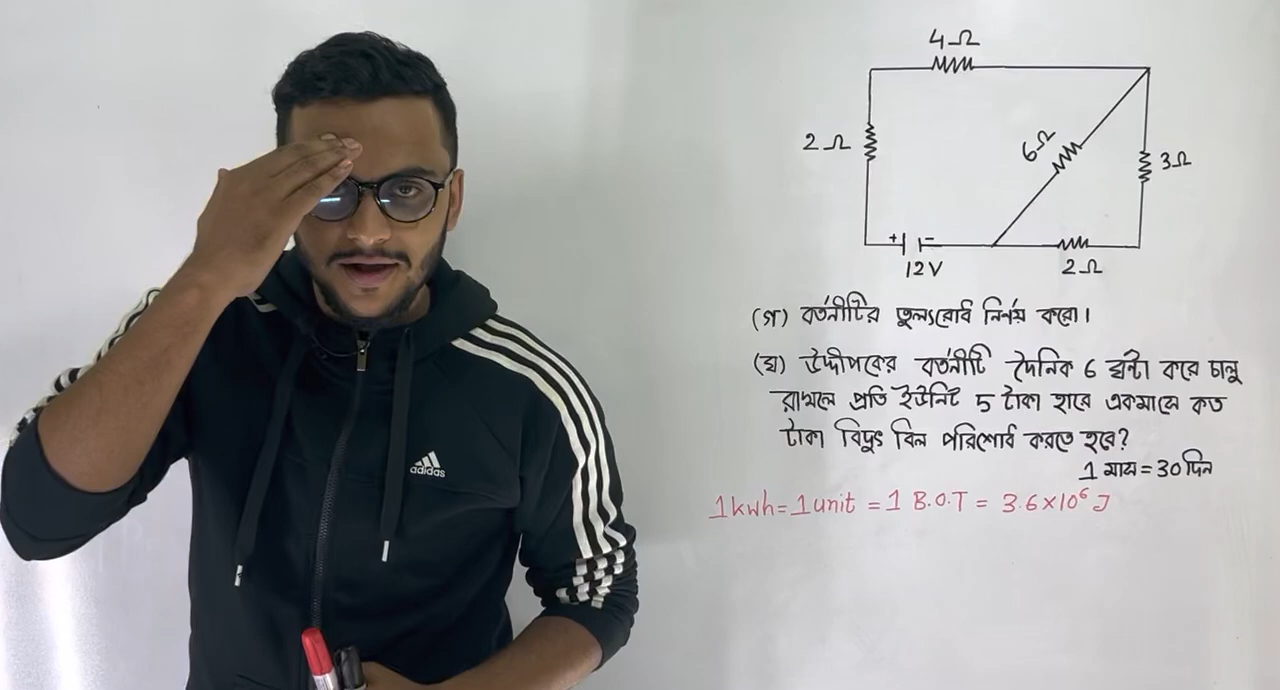 4Ω
2Ω
6Ω
3Ω
+ -
12V
2Ω
(গ) বর্তনীটির তুল্যরোধ নির্ণয় করো।
(ঘ) উদ্দীপকের বর্তনীটি দৈনিক 6 ঘন্টা করে চালু
রাখলে প্রতি ইউনিট 5 টাকা হারে একমাসে কত
টাকা বিদ্যুৎ বিল পরিশোধ করতে হবে?
1 মাস = 30 দিন
1kwh = 1unit = 1 B.O.T = 3.6×10⁶ J
adidas